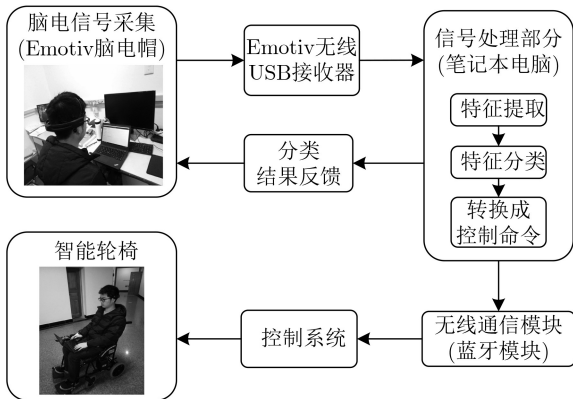 脑电信号采集
(Emotiv脑电帽)
Emotiv无线
USB接收器
信号处理部分
(笔记本电脑)
特征提取
特征分类
转换成
控制命令
分类
结果反馈
智能轮椅
控制系统
无线通信模块
(蓝牙模块)